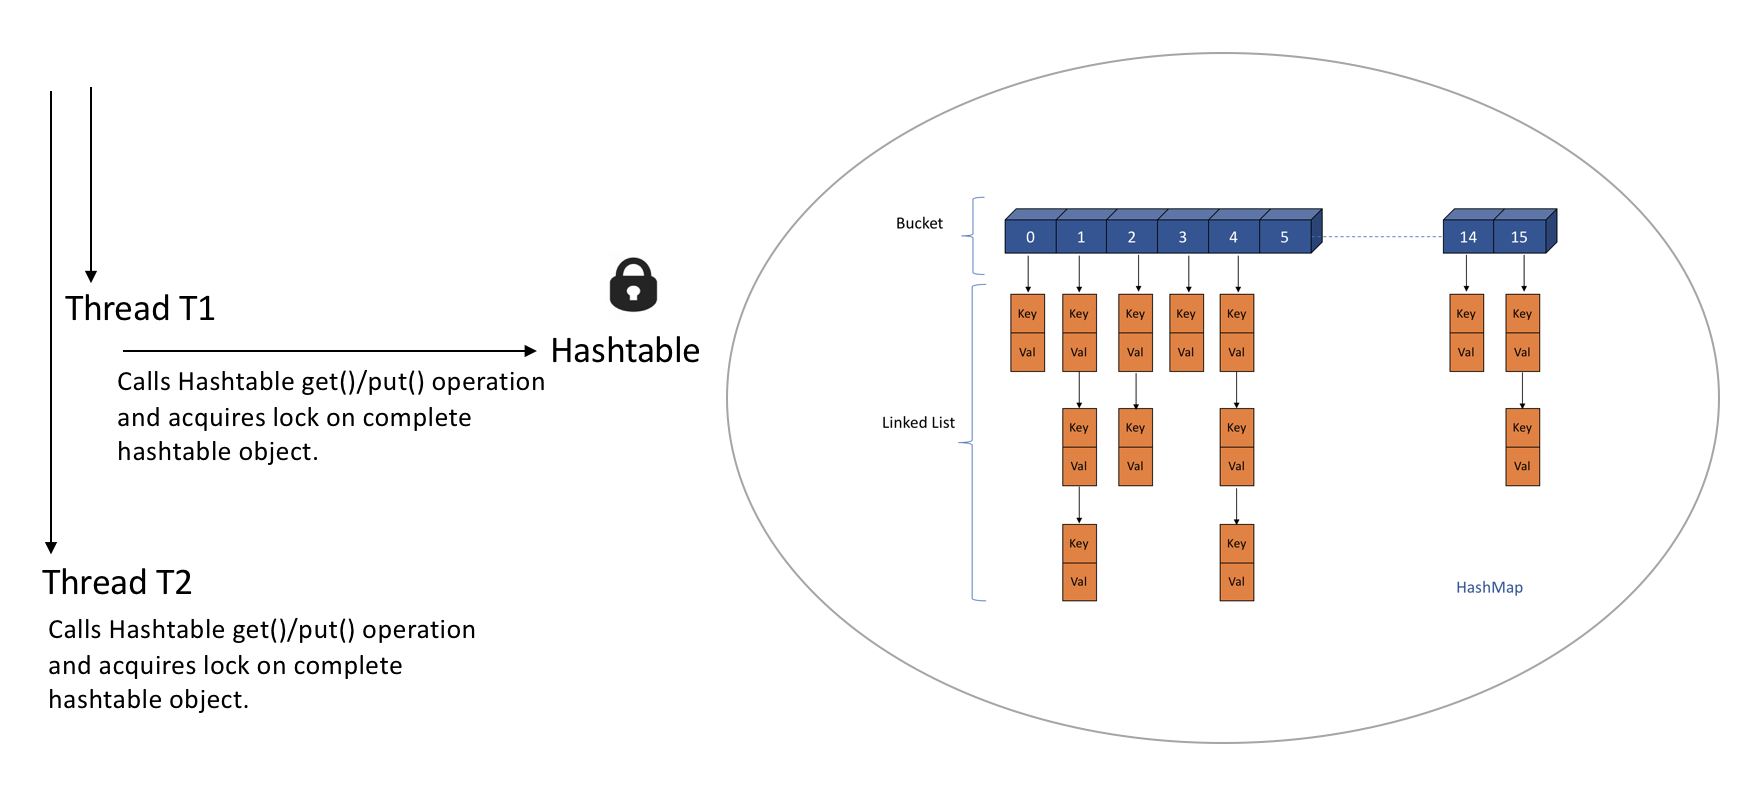 Thread T1
Hashtable
Calls Hashtable get()/put() operation
and acquires lock on complete
hashtable object.
Thread T2
Calls Hashtable get()/put() operation
and acquires lock on complete
hashtable object.
Bucket
0 1 2 3 4 5 14 15
Linked List
Key Key Key Key Key Key Key
Val Val Val Val Val Val Val
Key Key Key Key
Val Val Val Val
Key Key
Val Val
HashMap